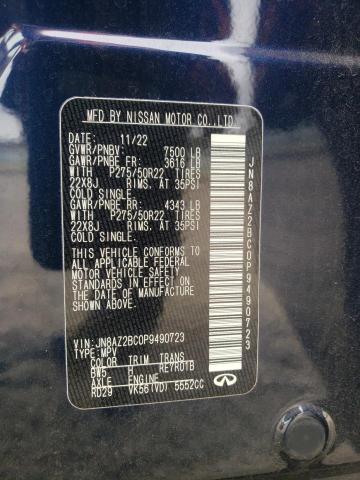 MFD BY NISSAN MOTOR CO.,LTD.
DATE: 11/22
GVWR/PNBV: 7500 LB
GAWR/PNBE FR: 3616 LB
WITH P275/50R22 TIRES
22X8J RIMS. AT 35PSI
COLD SINGLE.
GAWR/PNBE RR: 4343 LB
WITH P275/50R22 TIRES
22X8J RIMS. AT 35PSI
COLD SINGLE.
THIS VEHICLE CONFORMS TO
ALL APPLICABLE FEDERAL
MOTOR VEHICLE SAFETY
STANDARDS IN EFFECT ON
THE DATE OF MANUFACTURE
SHOWN ABOVE.
VIN: JN8AZ2BC0P9490723
TYPE: MPV
COLOR TRIM TRANS
BW5 H RE7R01B
AXLE ENGINE
RD29 VK56(VD) 5552CC
JN8AZ2BC0P9490723
INFINITI